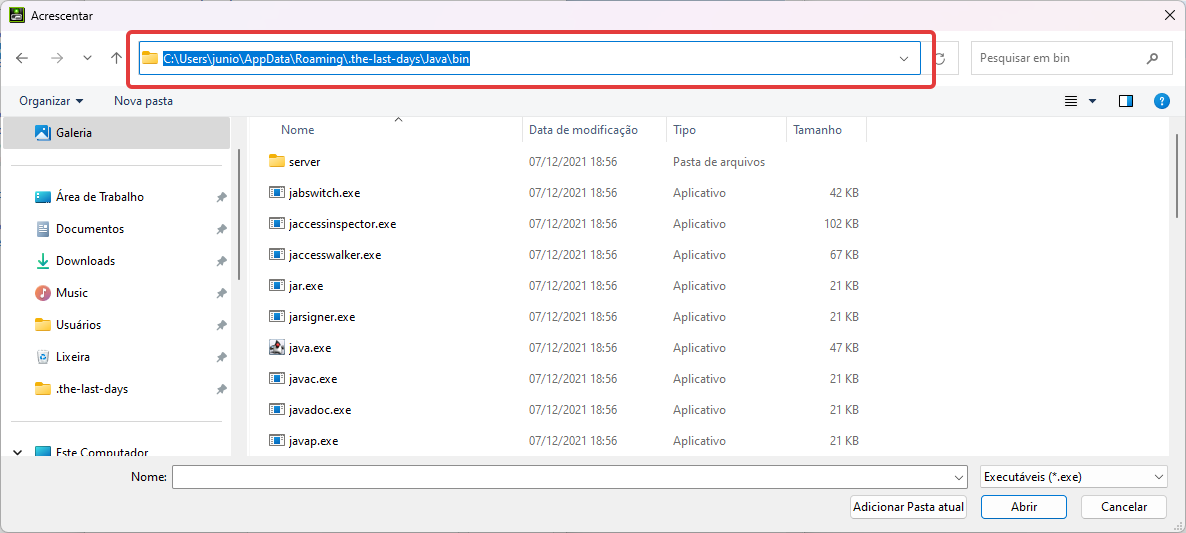 Acrescentar
C:\Users\junio\AppData\Roaming\.the-last-days\Java\bin
Pesquisar em bin
Organizar
Nova pasta
Galeria
Área de Trabalho
Documentos
Downloads
Music
Usuários
Lixeira
.the-last-days
Este Computador
Nome Data de modificação Tipo Tamanho
server 07/12/2021 18:56 Pasta de arquivos
jabswitch.exe 07/12/2021 18:56 Aplicativo 42 KB
jaccessinspector.exe 07/12/2021 18:56 Aplicativo 102 KB
jaccesswalker.exe 07/12/2021 18:56 Aplicativo 67 KB
jar.exe 07/12/2021 18:56 Aplicativo 21 KB
jarsigner.exe 07/12/2021 18:56 Aplicativo 21 KB
java.exe 07/12/2021 18:56 Aplicativo 47 KB
javac.exe 07/12/2021 18:56 Aplicativo 21 KB
javadoc.exe 07/12/2021 18:56 Aplicativo 21 KB
javap.exe 07/12/2021 18:56 Aplicativo 21 KB
Nome:
Executáveis (*.exe)
Adicionar Pasta atual
Abrir
Cancelar